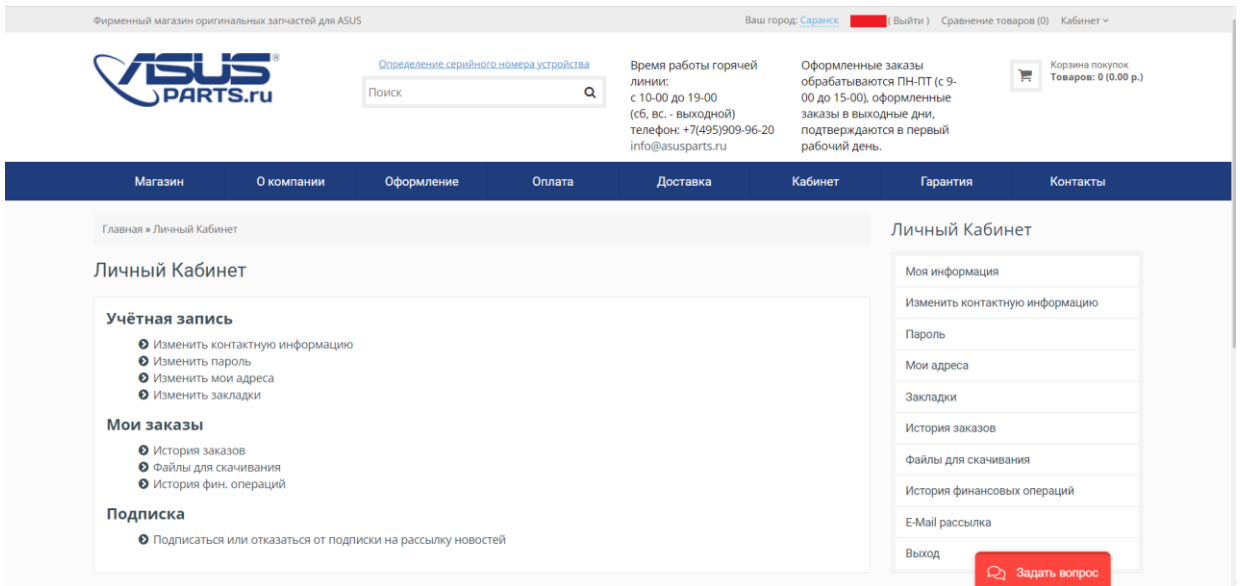 Фирменный магазин оригинальных запчастей для ASUS
Ваш город: Саранск ( Выйти ) Сравнение товаров (0) Кабинет
ASUS®
PARTS.ru
Определение серийного номера устройства
Поиск
Время работы горячей
линии:
с 10-00 до 19-00
(сб, вс. - выходной)
телефон: +7(495)909-96-20
info@asusparts.ru
Оформленные заказы
обрабатываются ПН-ПТ (с 9-
00 до 15-00), оформленные
заказы в выходные дни,
подтверждаются в первый
рабочий день.
Корзина покупок
Товаров: 0 (0.00 р.)
Магазин О компании Оформление Оплата Доставка Кабинет Гарантия Контакты
Главная » Личный Кабинет
Личный Кабинет
Учётная запись
Изменить контактную информацию
Изменить пароль
Изменить мои адреса
Изменить закладки
Мои заказы
История заказов
Файлы для скачивания
История фин. операций
Подписка
Подписаться или отказаться от подписки на рассылку новостей
Личный Кабинет
Моя информация
Изменить контактную информацию
Пароль
Мои адреса
Закладки
История заказов
Файлы для скачивания
История финансовых операций
E-Mail рассылка
Выход
Задать вопрос